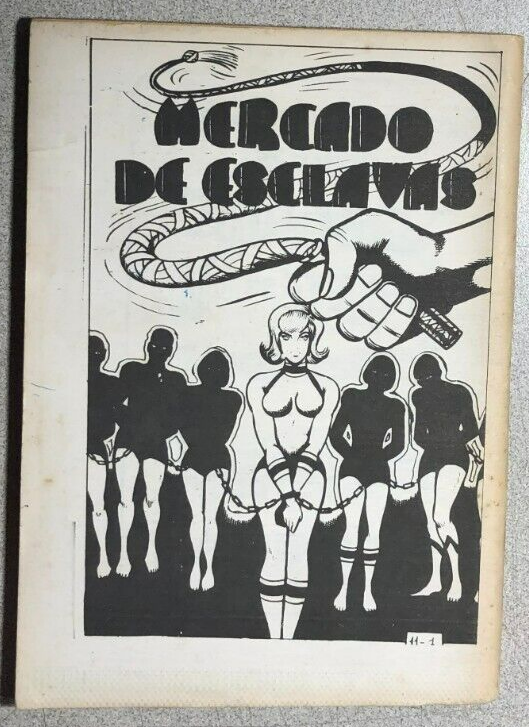 MERCADO
DE ESCLAVAS
11-1